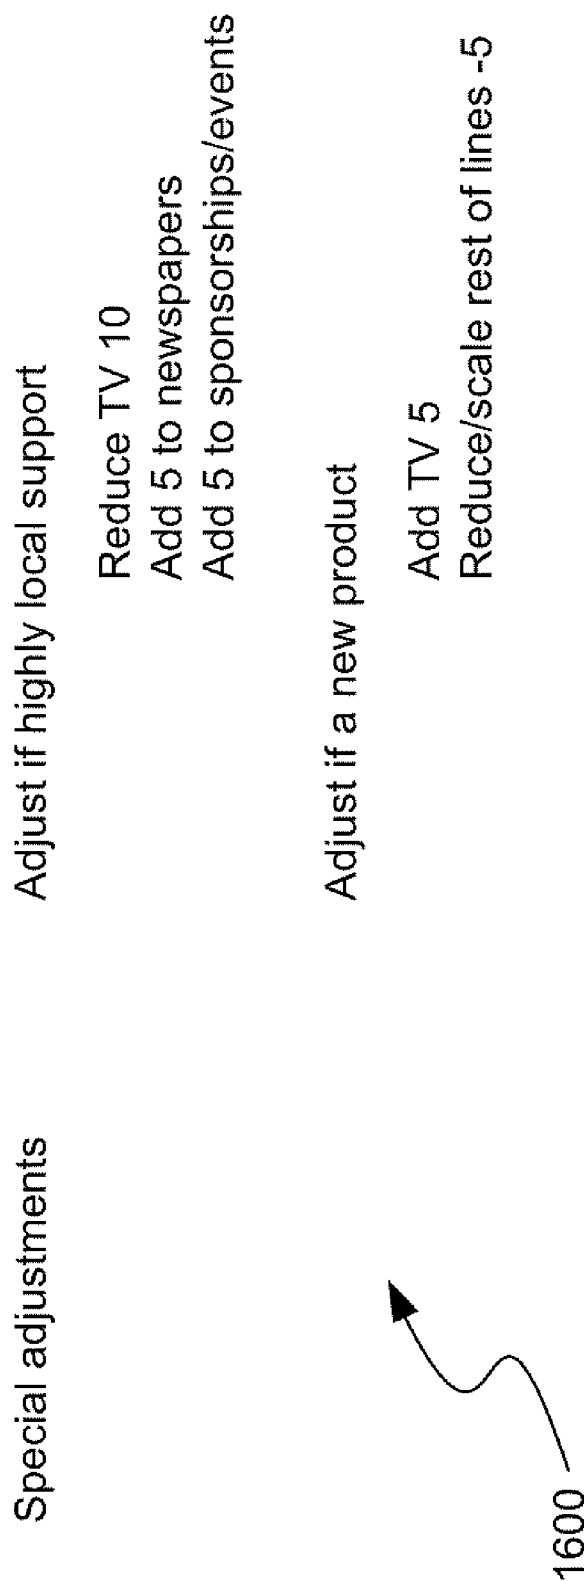 Special adjustments
Adjust if highly local support
Reduce TV 10
Add 5 to newspapers
Add 5 to sponsorships/events
Adjust if a new product
Add TV 5
Reduce/scale rest of lines -5
1600